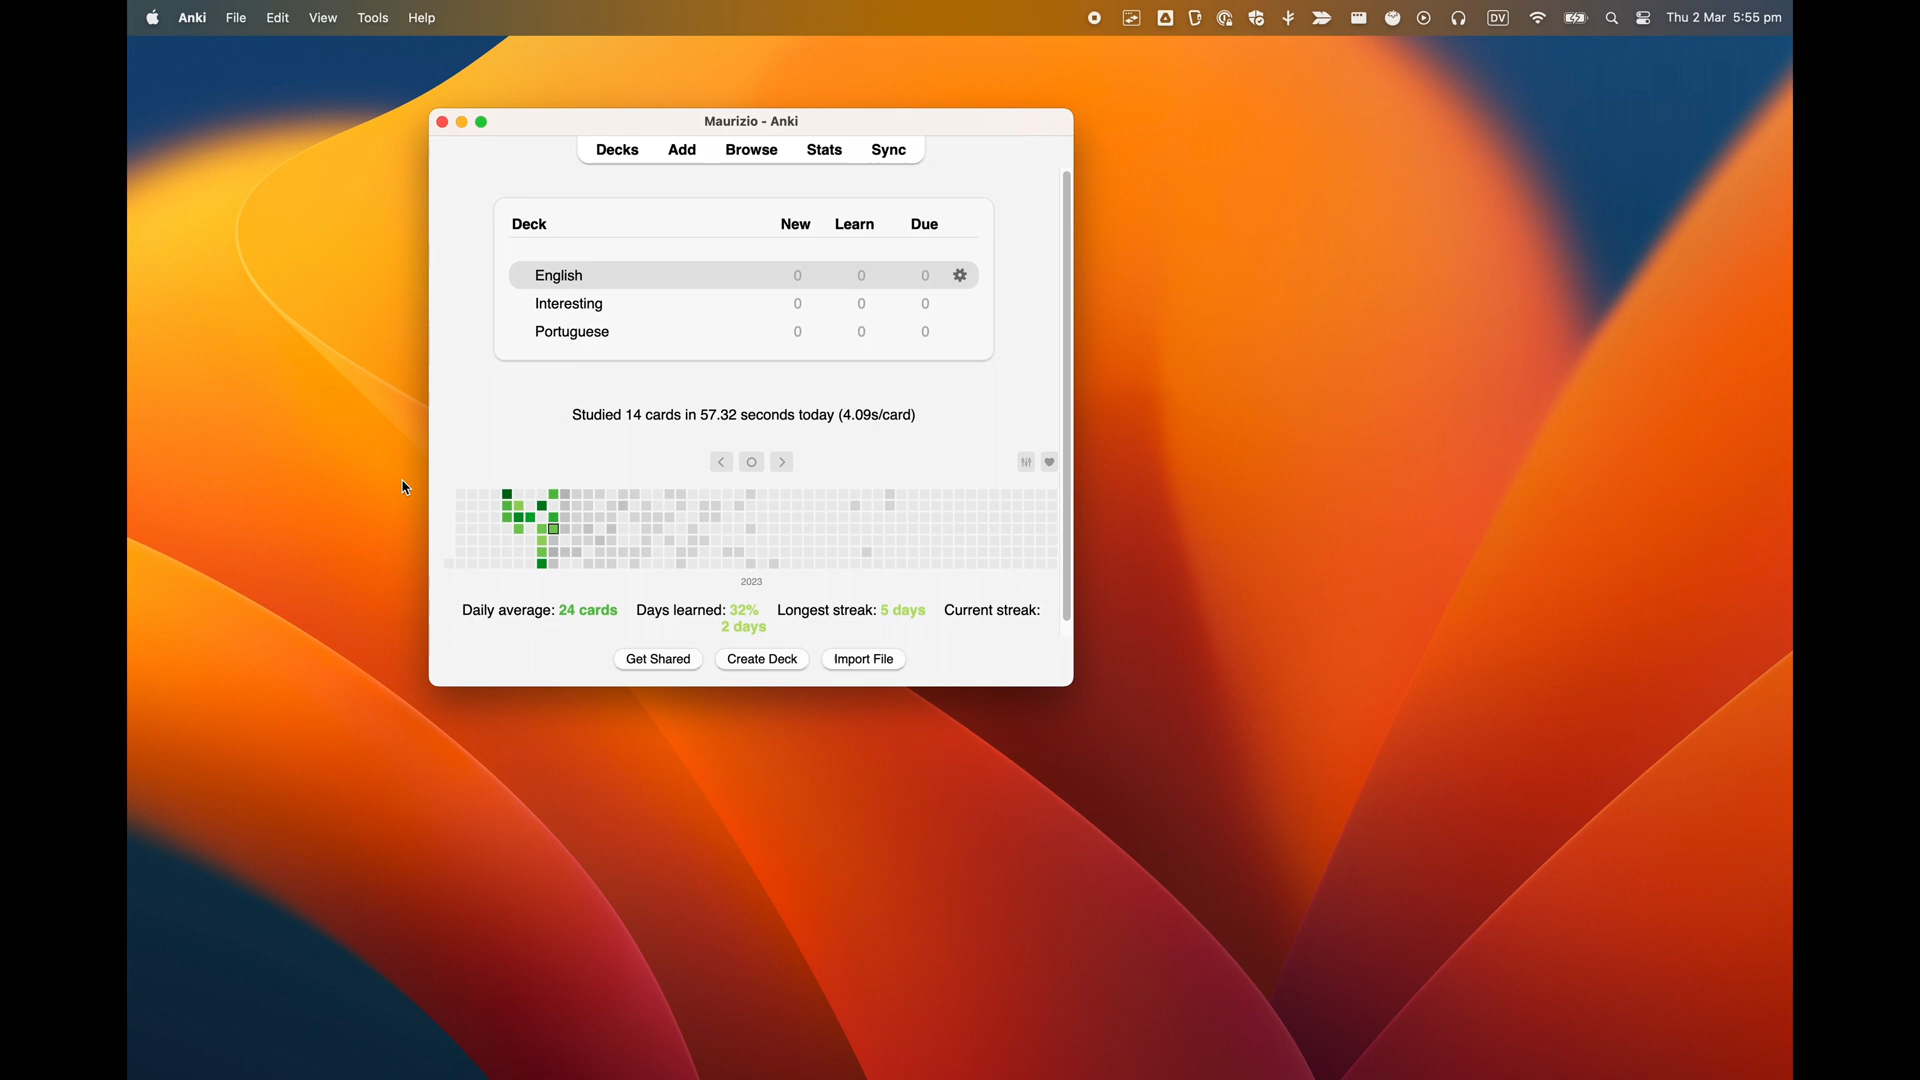 Anki File Edit View Tools Help DV Thu 2 Mar 5:55 pm
Maurizio - Anki
Decks Add Browse Stats Sync
Deck New Learn Due
English 0 0 0
Interesting 0 0 0
Portuguese 0 0 0
Studied 14 cards in 57.32 seconds today (4.09s/card)
2023
Daily average: 24 cards Days learned: 32% Longest streak: 5 days Current streak:
2 days
Get Shared Create Deck Import File